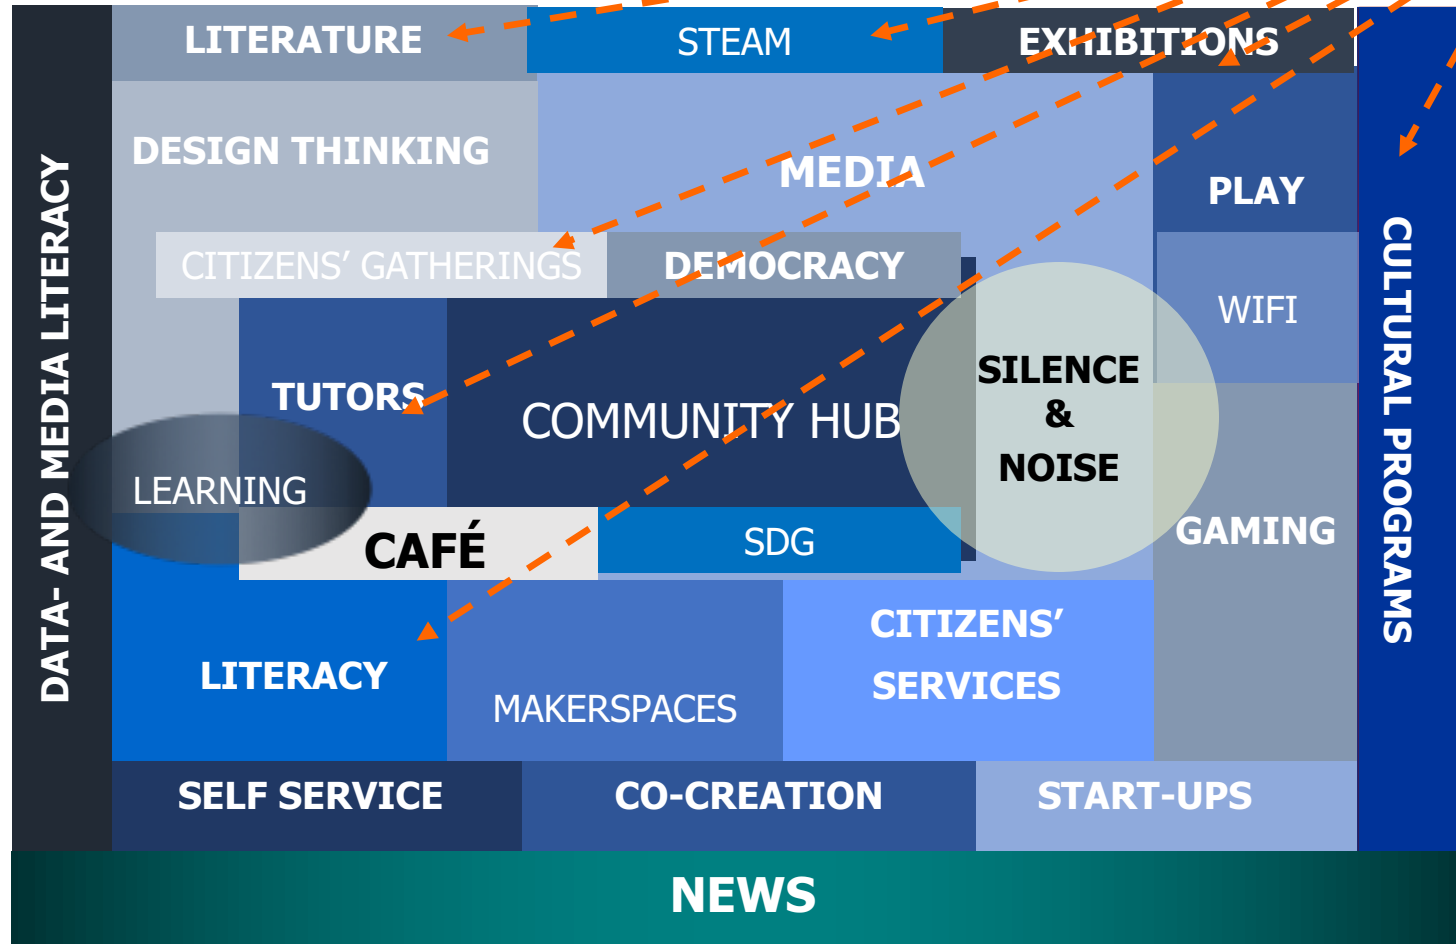 LITERATURE
STEAM
EXHIBITIONS
DATA- AND MEDIA LITERACY
DESIGN THINKING
MEDIA
PLAY
CULTURAL PROGRAMS
CITIZENS’ GATHERINGS
DEMOCRACY
WIFI
TUTORS
COMMUNITY HUB
SILENCE
&
NOISE
LEARNING
CAFÉ
SDG
GAMING
LITERACY
MAKERSPACES
CITIZENS’
SERVICES
SELF SERVICE
CO-CREATION
START-UPS
NEWS